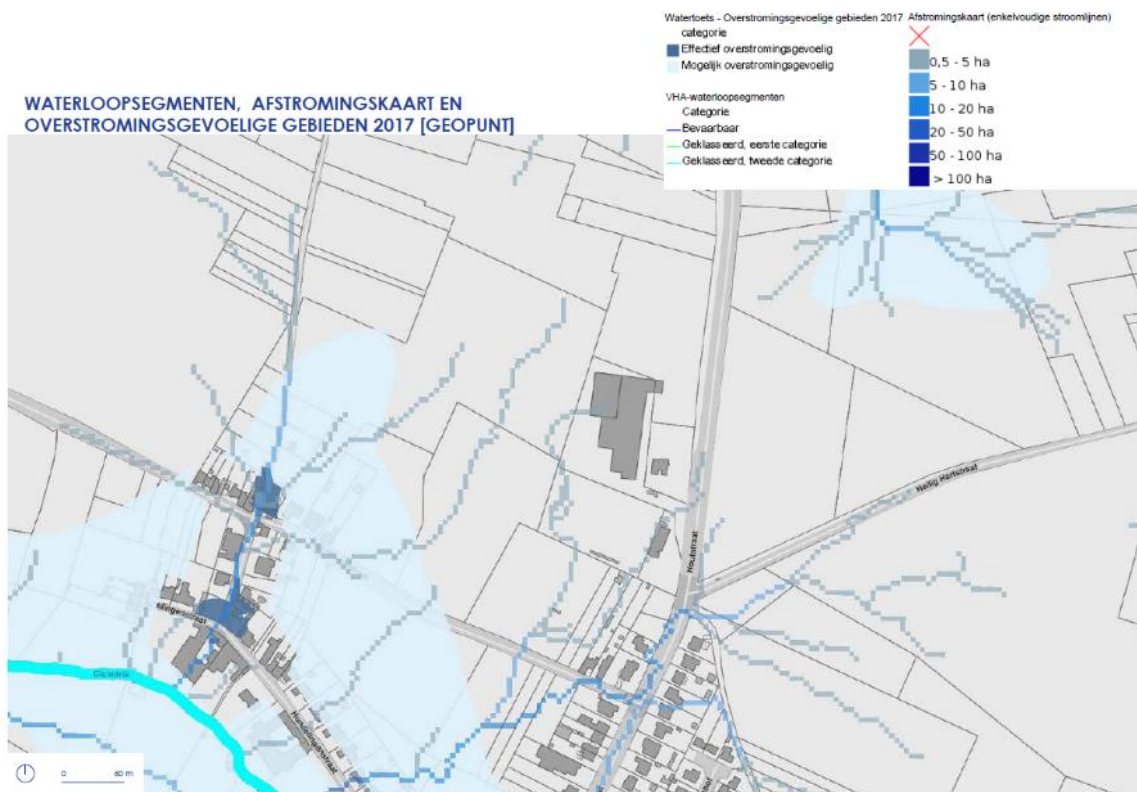 Watertoets - Overstromingsgevoelige gebieden 2017
categorie
Effectief overstromingsgevoelig
Mogelijk overstromingsgevoelig
VHA-waterloopsegmenten
Categorie
Bevaarbaar
Geklasseerd, eerste categorie
Geklasseerd, tweede categorie
Afstromingskaart (enkelvoudige stroomlijnen)
0,5 - 5 ha
5 - 10 ha
10 - 20 ha
20 - 50 ha
50 - 100 ha
> 100 ha
WATERLOOPSEGMENTEN, AFSTROMINGSKAART EN
OVERSTROMINGSGEVOELIGE GEBIEDEN 2017 [GEOPUNT]
Heilig Hartstraat
Houtstraat
0 60 m